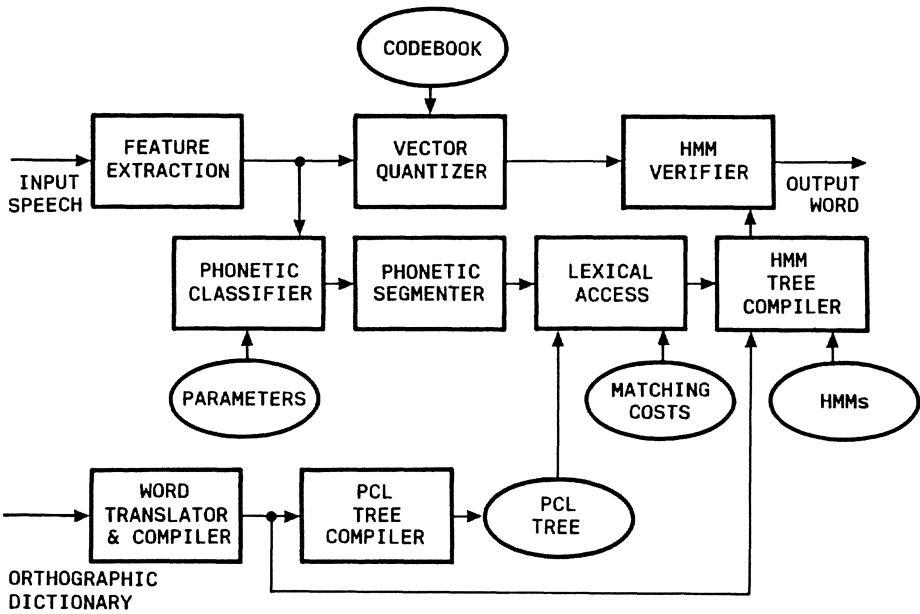 CODEBOOK
FEATURE
EXTRACTION
VECTOR
QUANTIZER
HMM
VERIFIER
INPUT
SPEECH
OUTPUT
WORD
PHONETIC
CLASSIFIER
PHONETIC
SEGMENTER
LEXICAL
ACCESS
HMM
TREE
COMPILER
PARAMETERS
MATCHING
COSTS
HMMs
WORD
TRANSLATOR
& COMPILER
PCL
TREE
COMPILER
PCL
TREE
ORTHOGRAPHIC
DICTIONARY